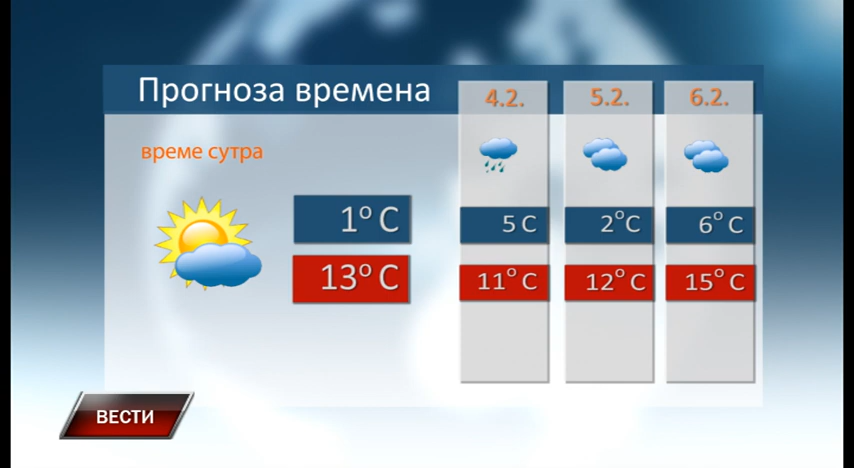 Прогноза времена
време сутра
1° C
13° C
4.2.
5 C
11° C
5.2.
2°C
12° C
6.2.
6° C
15° C
ВЕСТИ